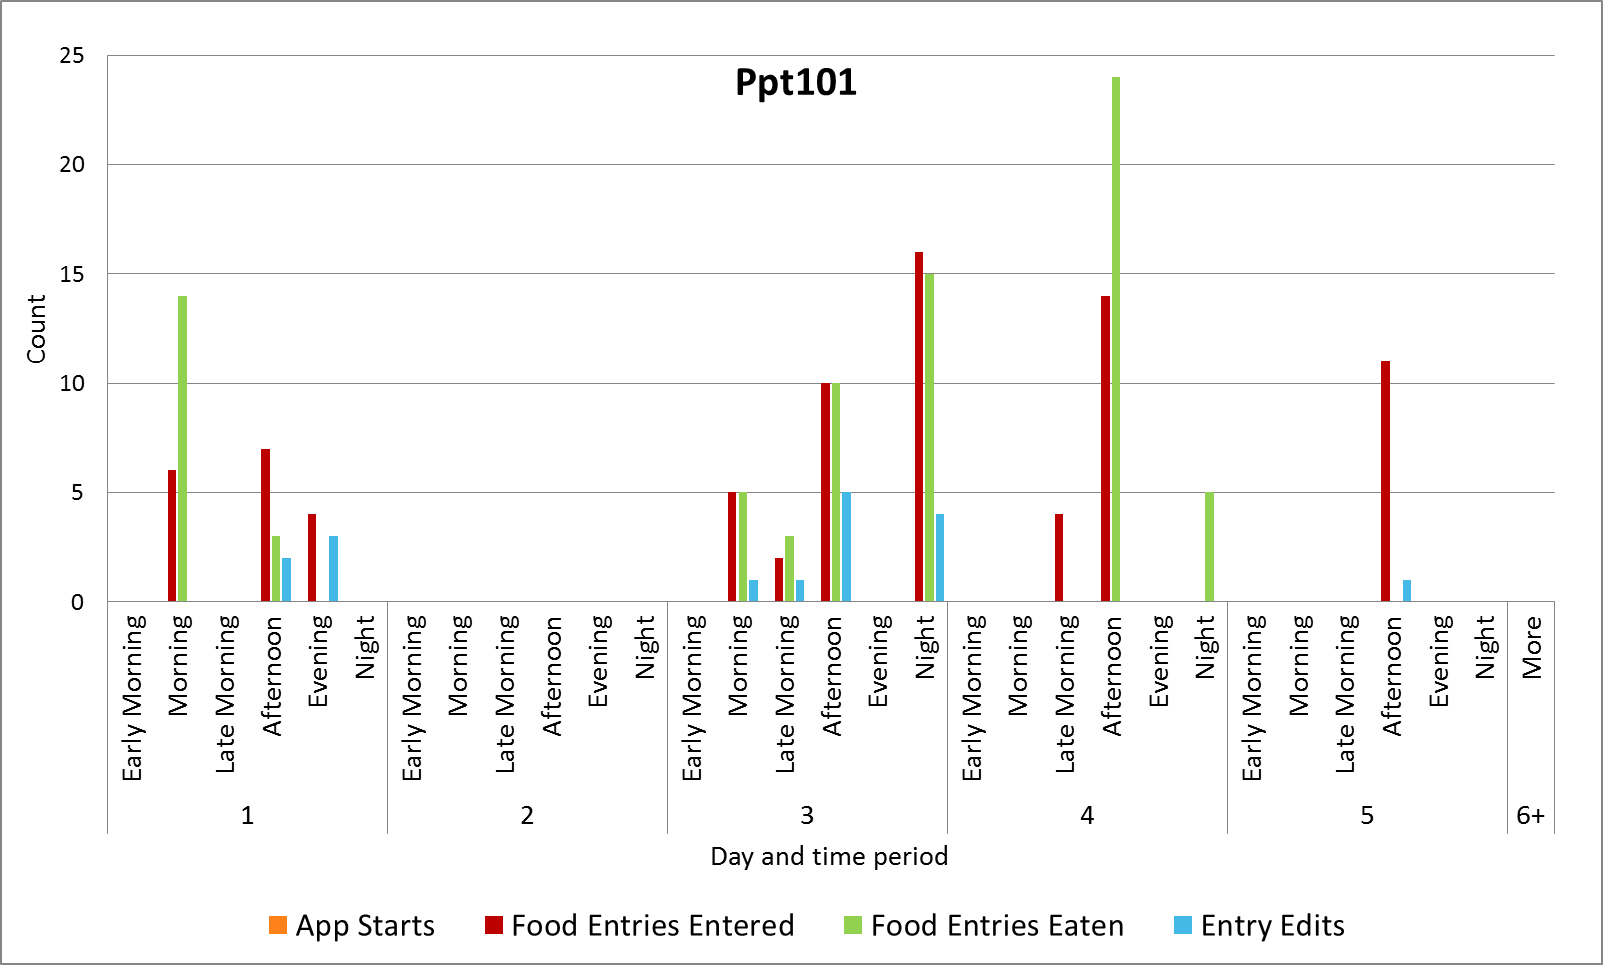 Ppt101
25
20
15
10
5
0
Count
Early Morning
Morning
Late Morning
Afternoon
Evening
Night
Early Morning
Morning
Late Morning
Afternoon
Evening
Night
Early Morning
Morning
Late Morning
Afternoon
Evening
Night
Early Morning
Morning
Late Morning
Afternoon
Evening
Night
Early Morning
Morning
Late Morning
Afternoon
Evening
Night
More
1 2 3 4 5 6+
Day and time period
App Starts Food Entries Entered Food Entries Eaten Entry Edits